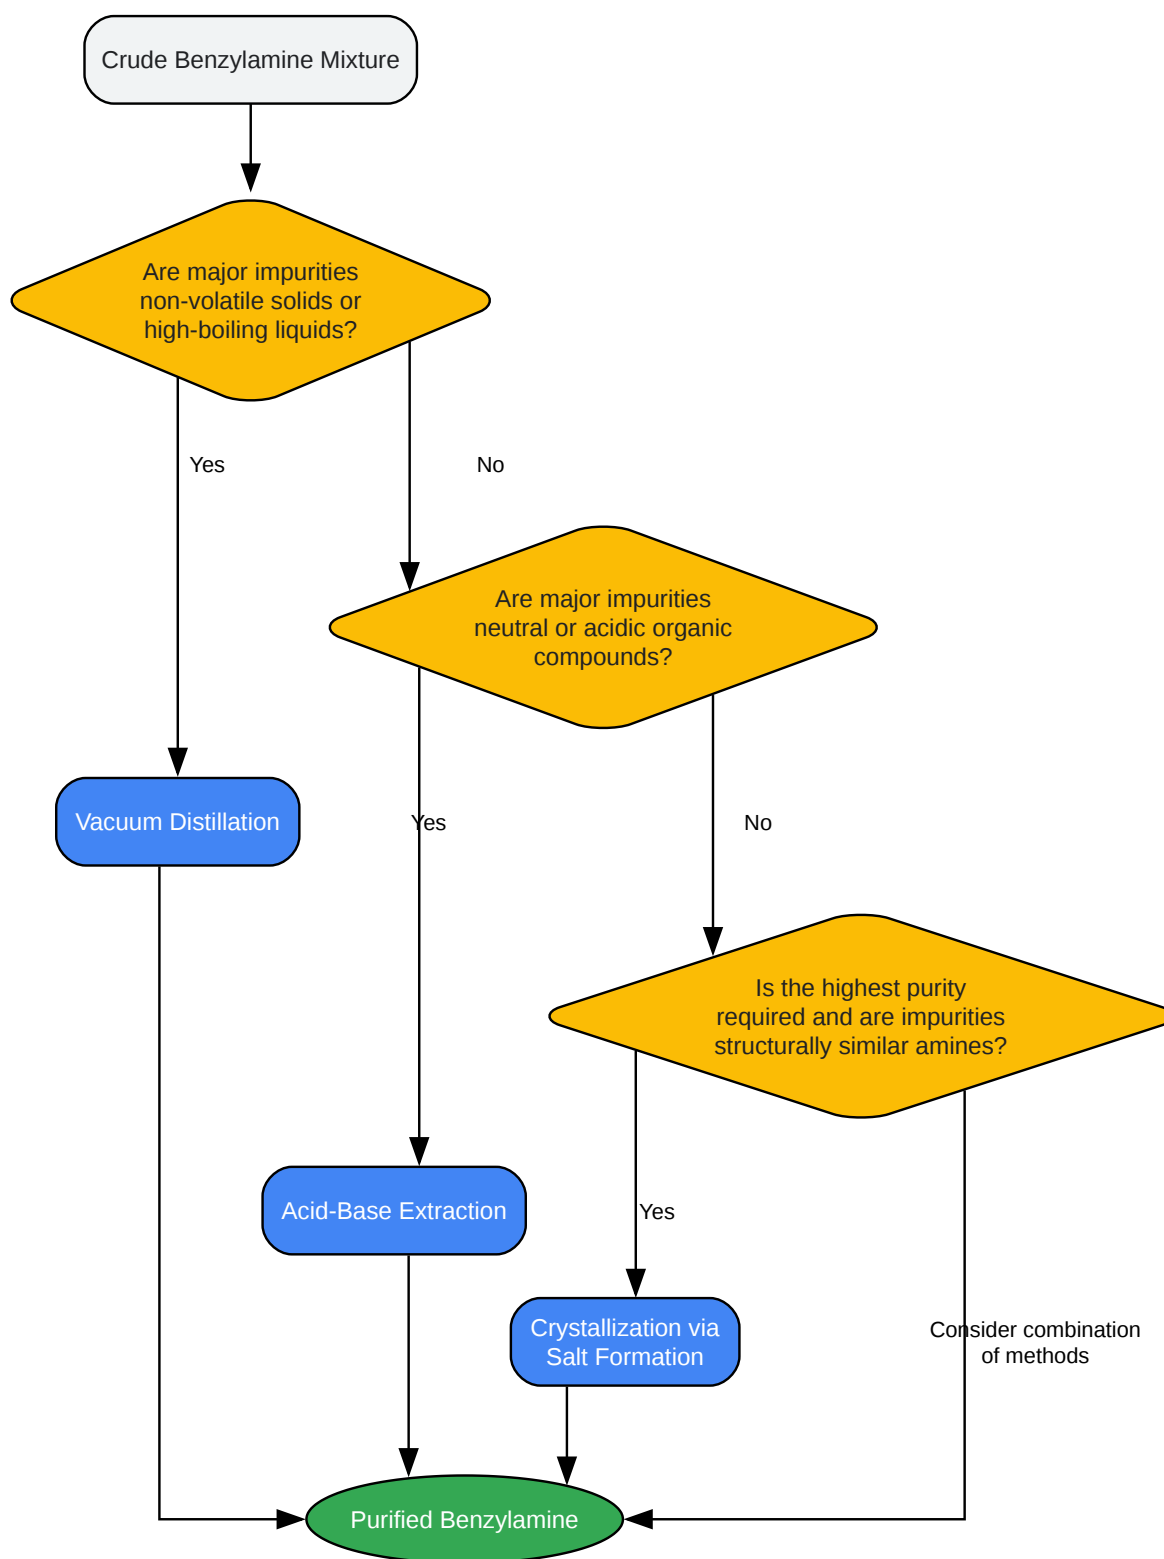 Crude Benzylamine Mixture
Are major impurities
non-volatile solids or
high-boiling liquids?
Yes
No
Are major impurities
neutral or acidic organic
compounds?
Vacuum Distillation
Yes
No
Is the highest purity
required and are impurities
structurally similar amines?
Acid-Base Extraction
Yes
Crystallization via
Salt Formation
Consider combination
of methods
Purified Benzylamine